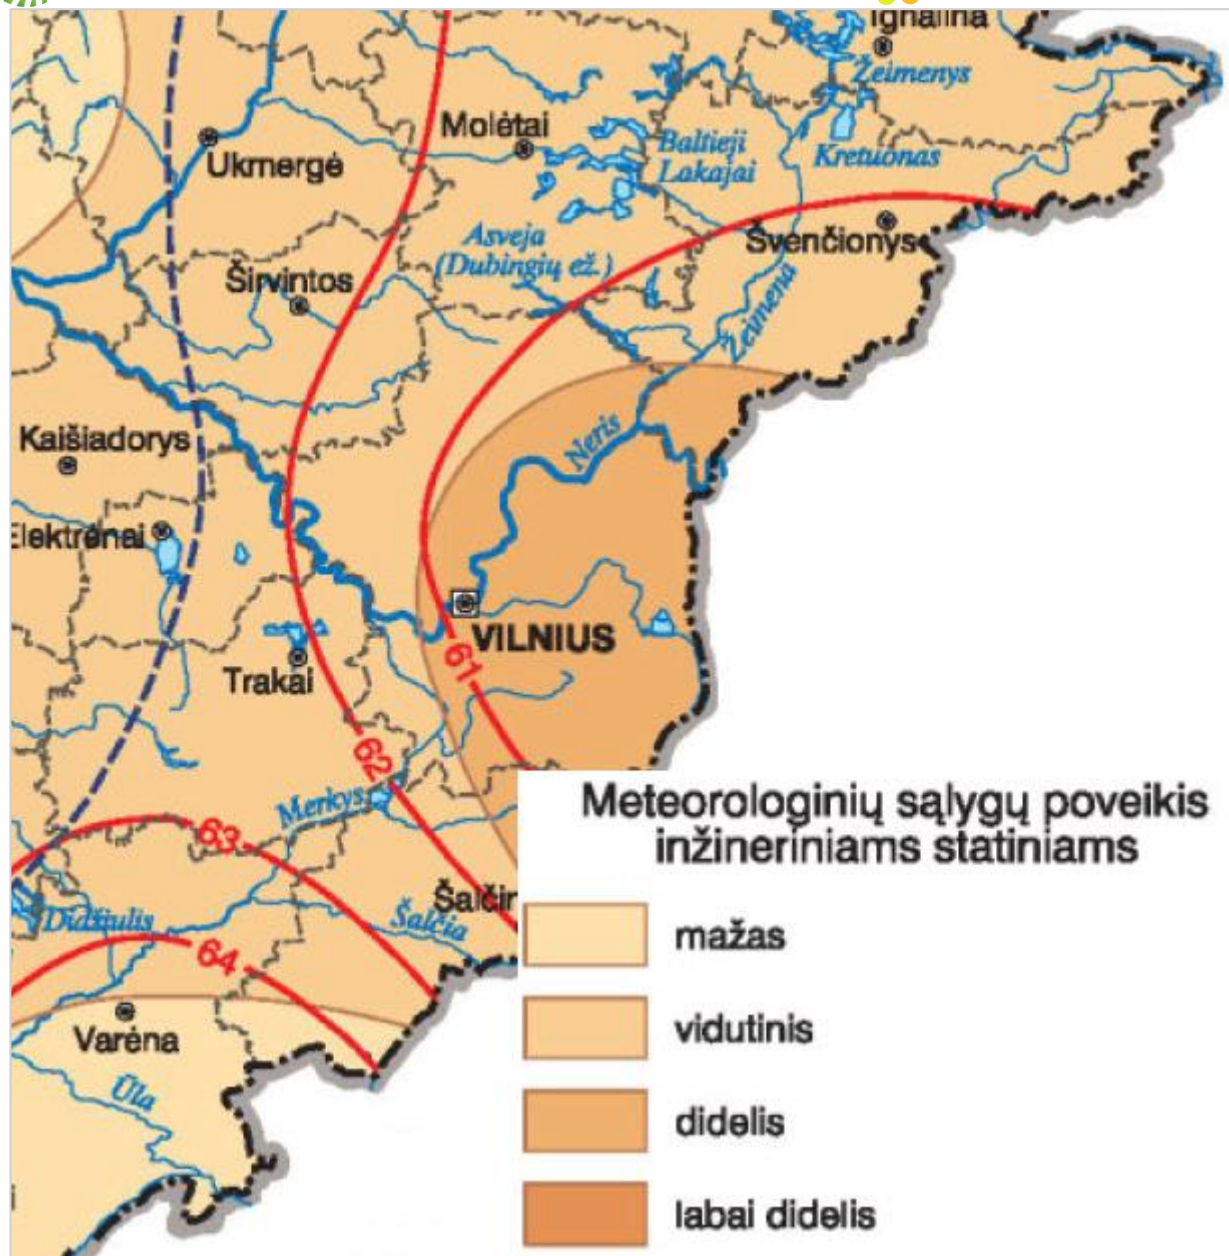 Ignalina
Žeimenys
Molėtai
Baltieji
Lakajai
Kretuonas
Ukmergė
Asveja
(Dubingių ež.)
Švenčionys
Širvintos
Žeimena
Kaišiadorys
Neris
Elektrėnai
VILNIUS
61
Trakai
62
Merkys
63
Šalčin
Šalčia
Didžiulis
64
Varėna
Ūla
Meteorologinių sąlygų poveikis
inžineriniams statiniams
mažas
vidutinis
didelis
labai didelis